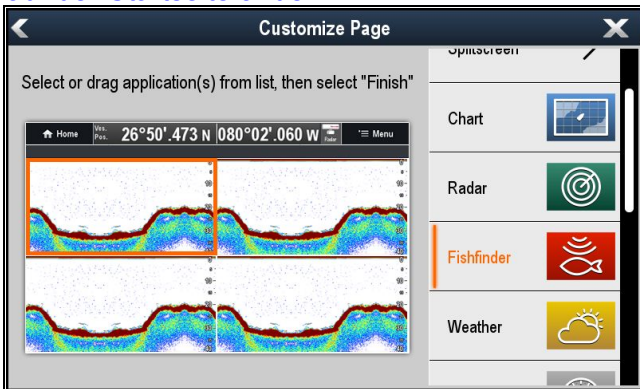 Customize Page
Splitscreen
Select or drag application(s) from list, then select "Finish"
Home Ves. Pos. 26°50'.473 N 080°02'.060 W Menu
Chart
Radar
Fishfinder
Weather